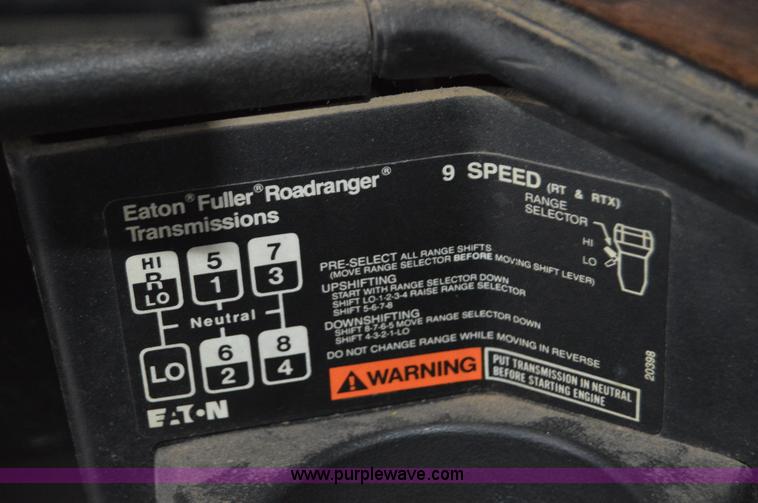 Eaton® Fuller® Roadranger®
Transmissions
9 SPEED (RT & RTX)
RANGE
SELECTOR
HI
LO
HI
R
LO
5
1
7
3
Neutral
LO
6
2
8
4
EATON
PRE-SELECT ALL RANGE SHIFTS
(MOVE RANGE SELECTOR BEFORE MOVING SHIFT LEVER)
UPSHIFTING
START WITH RANGE SELECTOR DOWN
SHIFT LO-1-2-3-4 RAISE RANGE SELECTOR
SHIFT 5-6-7-8
DOWNSHIFTING
SHIFT 8-7-6-5 MOVE RANGE SELECTOR DOWN
SHIFT 4-3-2-1-LO
DO NOT CHANGE RANGE WHILE MOVING IN REVERSE
WARNING
PUT TRANSMISSION IN NEUTRAL
BEFORE STARTING ENGINE
20398
www.purplewave.com